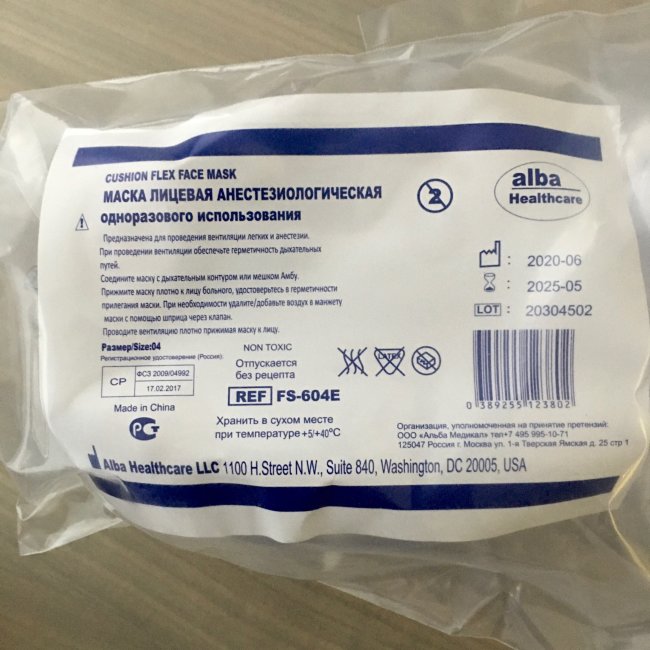 CUSHION FLEX FACE MASK
МАСКА ЛИЦЕВАЯ АНЕСТЕЗИОЛОГИЧЕСКАЯ
одноразового использования
2
alba
Healthcare
Предназначена для проведения вентиляции легких и анестезии.
При проведении вентиляции обеспечьте герметичность дыхательных
путей.
Соедините маску с дыхательным контуром или мешком Амбу.
Прижмите маску плотно к лицу больного, удостоверьтесь в герметичности
прилегания маски. При необходимости удалите/добавьте воздух в манжету
маски с помощью шприца через клапан.
Проводите вентиляцию плотно прижимая маску к лицу.
: 2020-06
: 2025-05
LOT : 20304502
Размер/Size:04
Регистрационное удостоверение (Россия):
СР
ФСЗ 2009/04992
17.02.2017
Made in China
РСТ
NON TOXIC
Отпускается
без рецепта
LATEX
REF FS-604E
Хранить в сухом месте
при температуре +5/+40°C
0 389255 123802
Организация, уполномоченная на принятие претензий:
ООО «Альба Медикал» тел+7 495 995-10-71
125047 Россия г. Москва ул. 1-я Тверская Ямская д. 25 стр 1
Alba Healthcare LLC 1100 H.Street N.W., Suite 840, Washington, DC 20005, USA